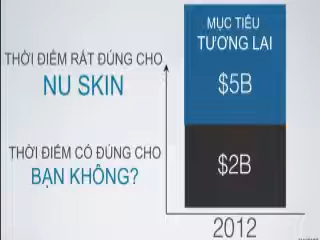 THỜI ĐIỂM RẤT ĐÚNG CHO
NU SKIN
THỜI ĐIỂM CÓ ĐÚNG CHO
BẠN KHÔNG?
MỤC TIÊU
TƯƠNG LAI
$5B
$2B
2012